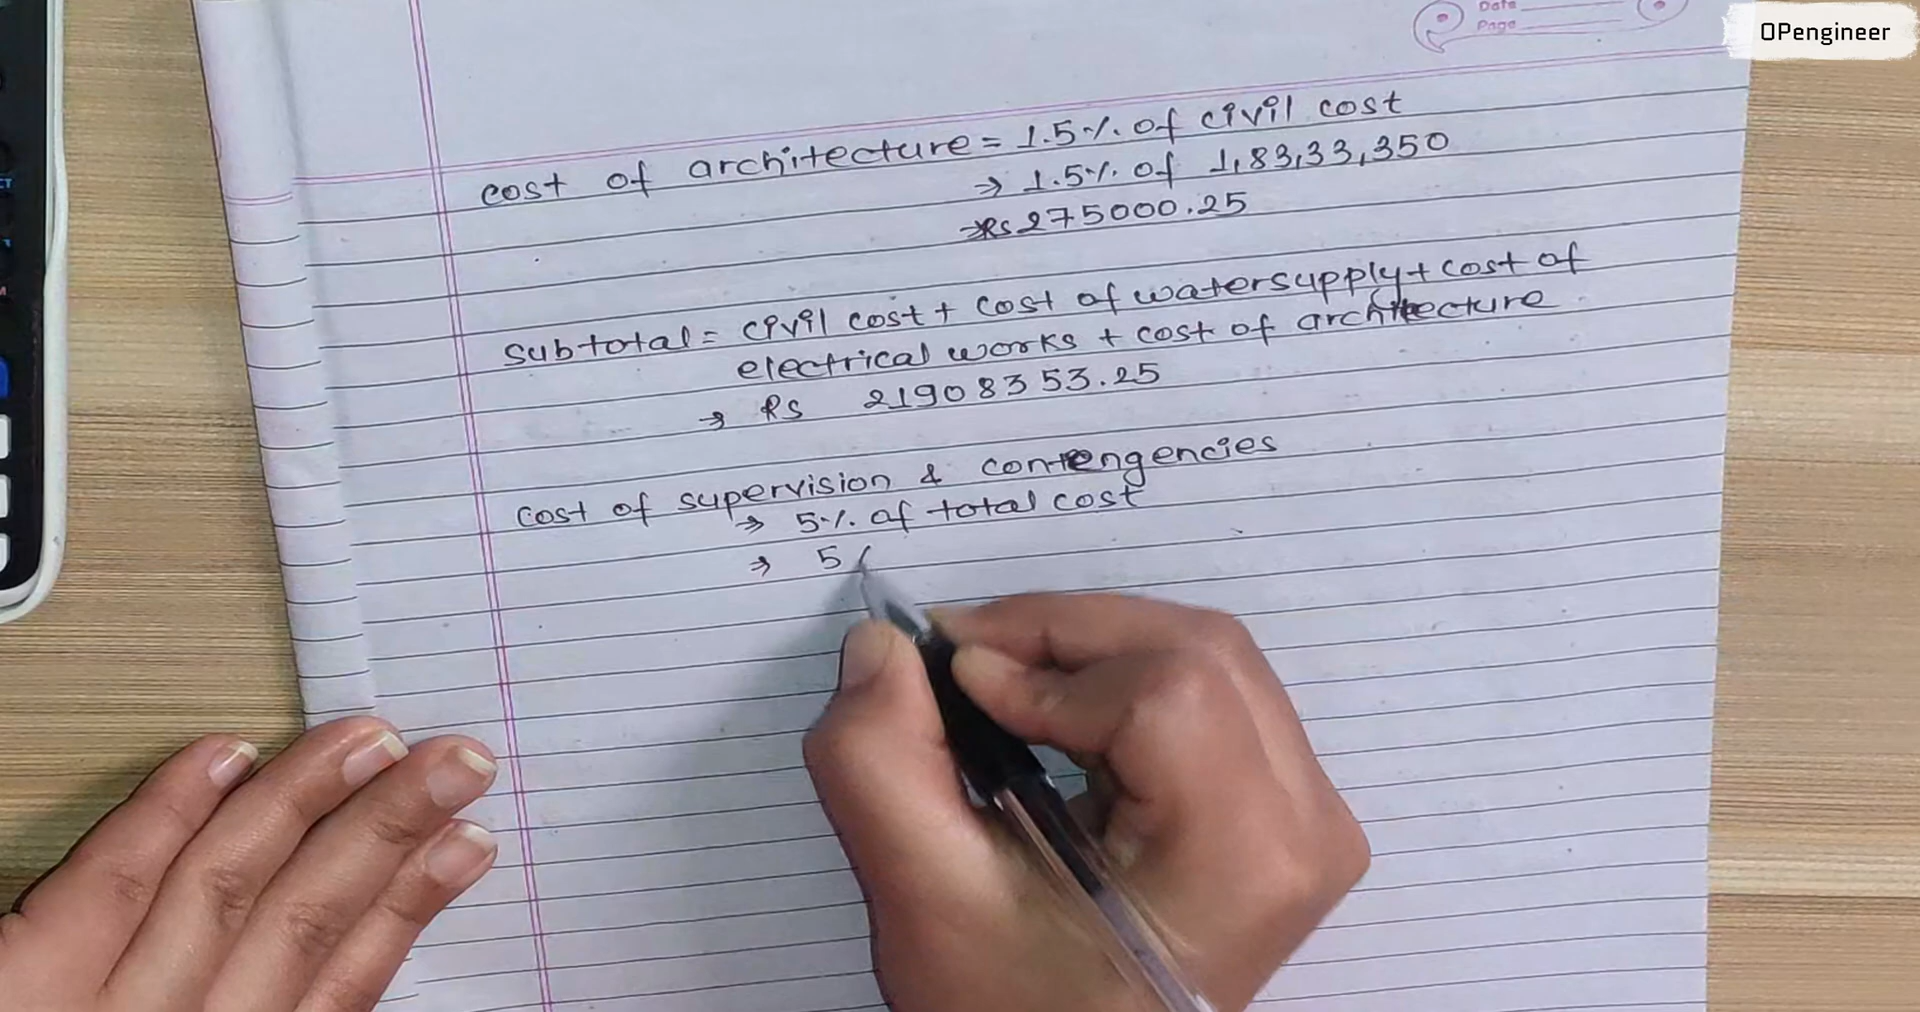 Date
Page
OPengineer
cost of architecture = 1.5% of civil cost
→ 1.5% of 1,83,33,350
→ Rs 275000.25
Subtotal = civil cost + cost of watersupply + cost of
electrical works + cost of architecture
→ Rs 21908353.25
cost of supervision & contengencies
→ 5% of total cost
→ 5